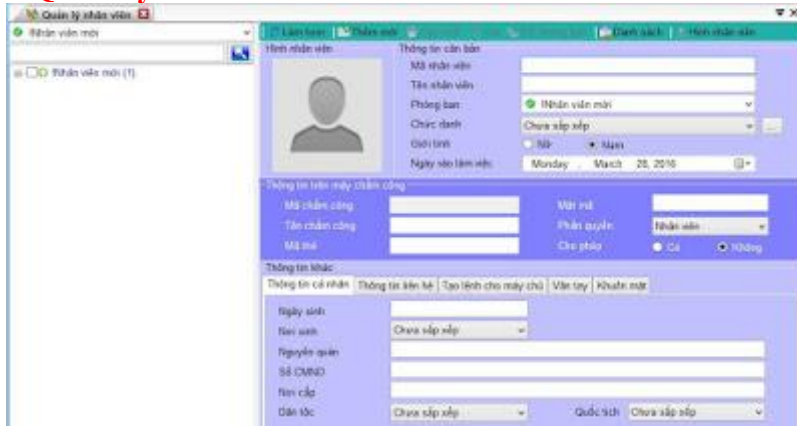 Quản lý nhân viên
!Nhân viên mới
Làm tươi Thêm mới Danh sách Hình nhân viên
!Nhân viên mới (1)
Hình nhân viên
Thông tin căn bản
Mã nhân viên
Tên nhân viên
Phòng ban !Nhân viên mới
Chức danh Chưa sắp xếp
Giới tính Nữ Nam
Ngày vào làm việc Monday , March 28, 2016
Thông tin trên máy chấm công
Mã chấm công Mật mã
Tên chấm công Phân quyền Nhân viên
Mã thẻ Cho phép Có Không
Thông tin khác
Thông tin cá nhân Thông tin liên hệ Tạo lệnh cho máy chủ Vân tay Khuôn mặt
Ngày sinh
Nơi sinh Chưa sắp xếp
Nguyên quán
Số CMND
Nơi cấp
Dân tộc Chưa sắp xếp Quốc tịch Chưa sắp xếp